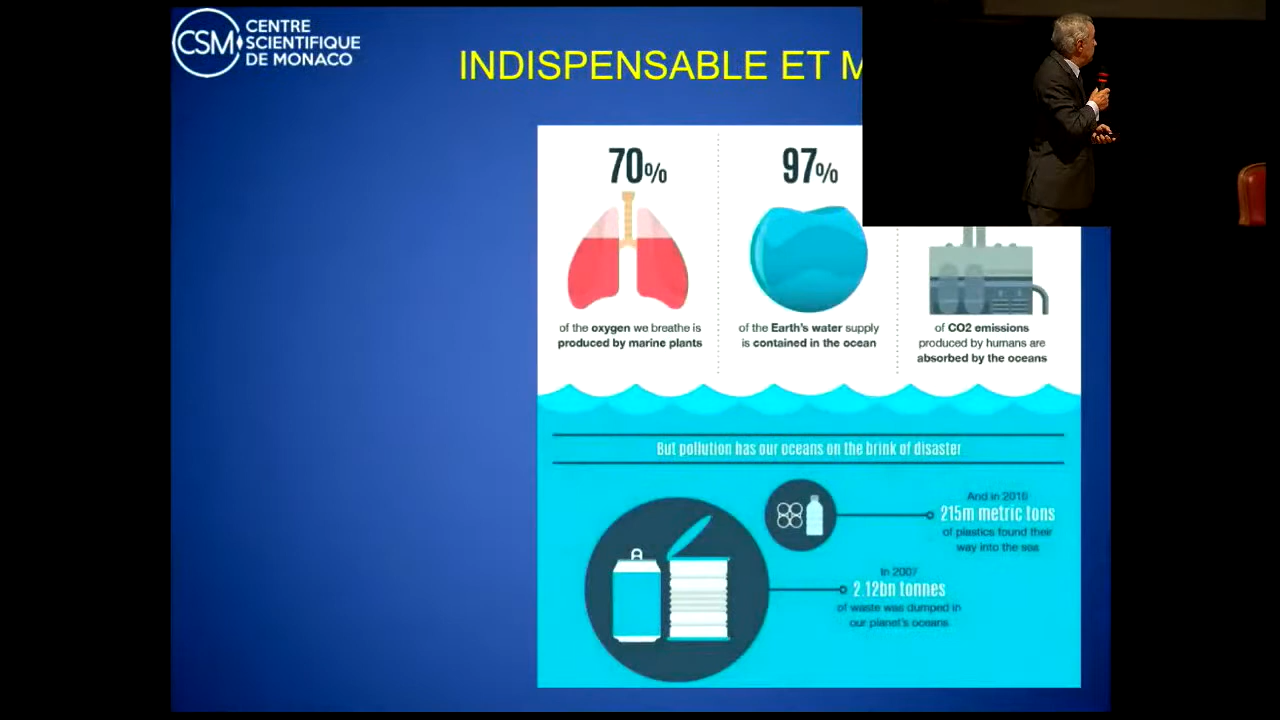 CSM
CENTRE
SCIENTIFIQUE
DE MONACO
INDISPENSABLE ET M
70%
of the oxygen we breathe is
produced by marine plants
97%
of the Earth's water supply
is contained in the ocean
of CO2 emissions
produced by humans are
absorbed by the oceans
But pollution has our oceans on the brink of disaster
And in 2016
215m metric tons
of plastics found their
way into the sea
In 2007
2.12bn tonnes
of waste was dumped in
our planet's oceans